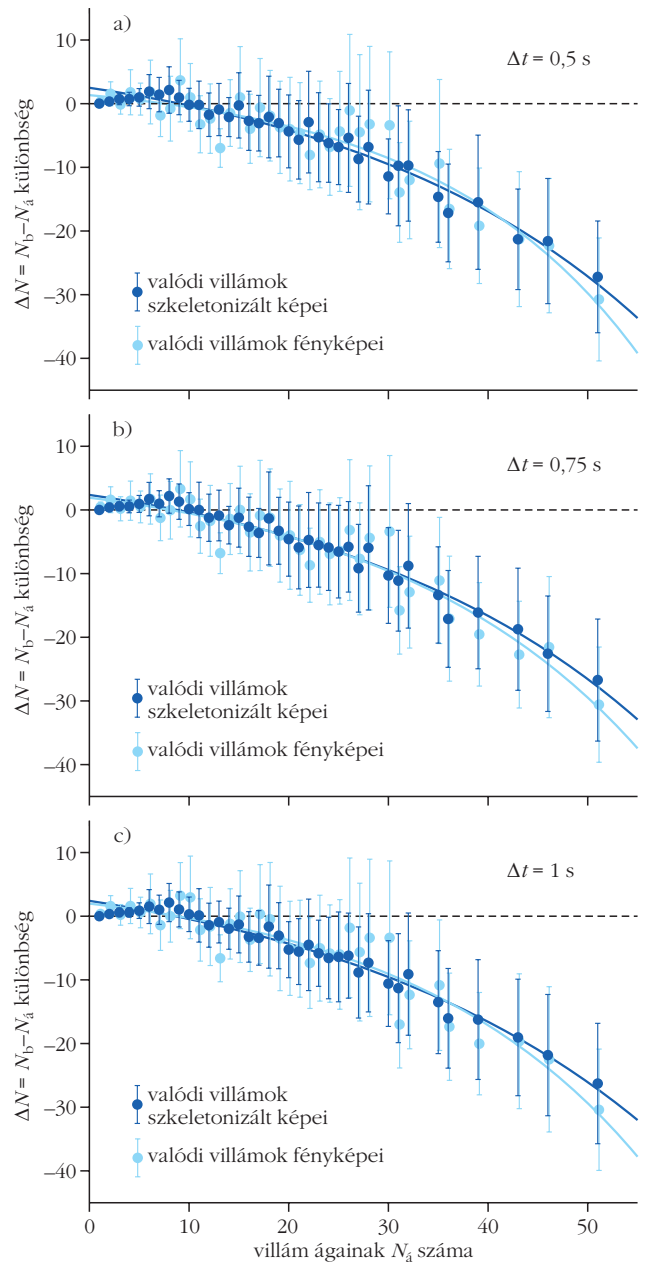 a)
Δt = 0,5 s
10
0
–10
–20
–30
–40
ΔN = N_b–N_á különbség
valódi villámok
szkeletonizált képei
valódi villámok fényképei
b)
Δt = 0,75 s
10
0
–10
–20
–30
–40
ΔN = N_b–N_á különbség
valódi villámok
szkeletonizált képei
valódi villámok fényképei
c)
Δt = 1 s
10
0
–10
–20
–30
–40
ΔN = N_b–N_á különbség
valódi villámok
szkeletonizált képei
valódi villámok fényképei
0 10 20 30 40 50
villám ágainak N_á száma